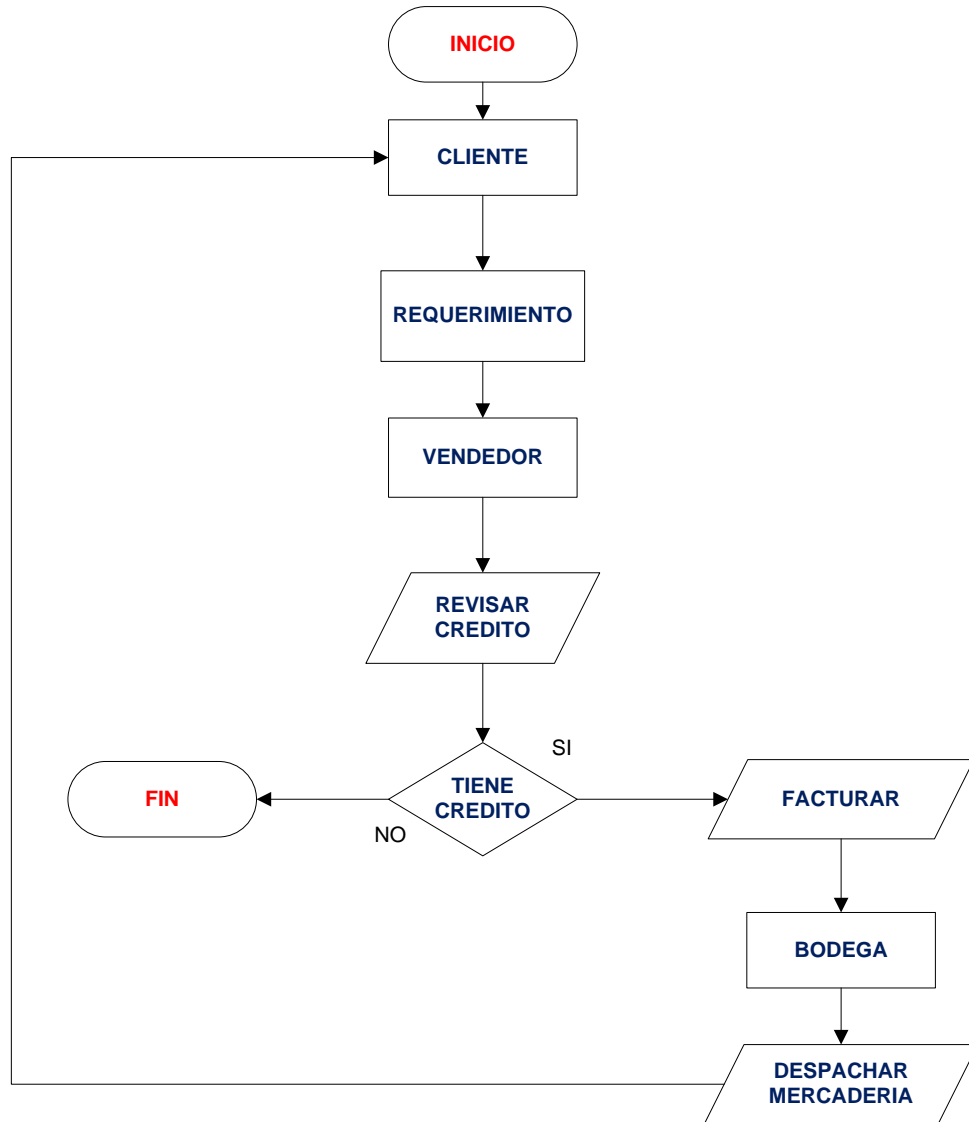 INICIO
CLIENTE
REQUERIMIENTO
VENDEDOR
REVISAR
CREDITO
SI
TIENE
CREDITO
FIN
NO
FACTURAR
BODEGA
DESPACHAR
MERCADERIA